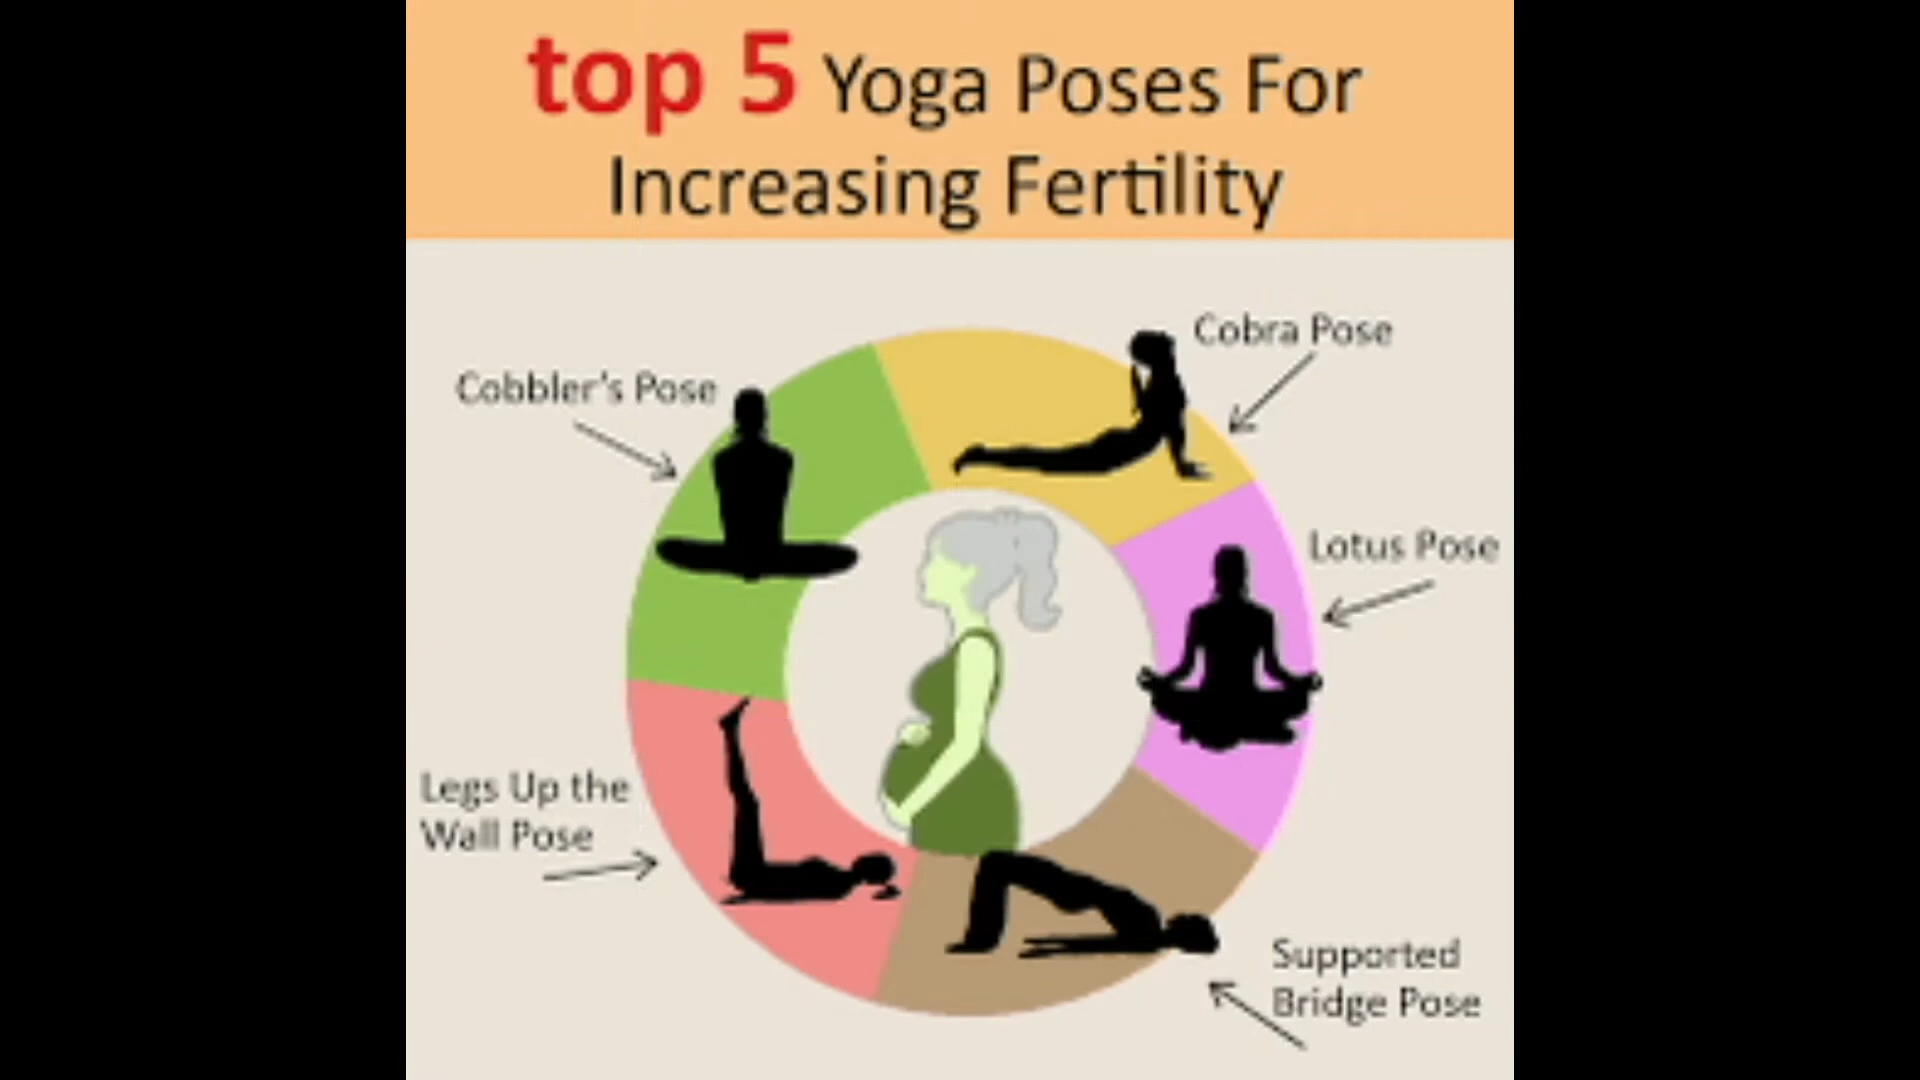 top 5 Yoga Poses For
Increasing Fertility
Cobra Pose
Cobbler's Pose
Lotus Pose
Legs Up the
Wall Pose
Supported
Bridge Pose